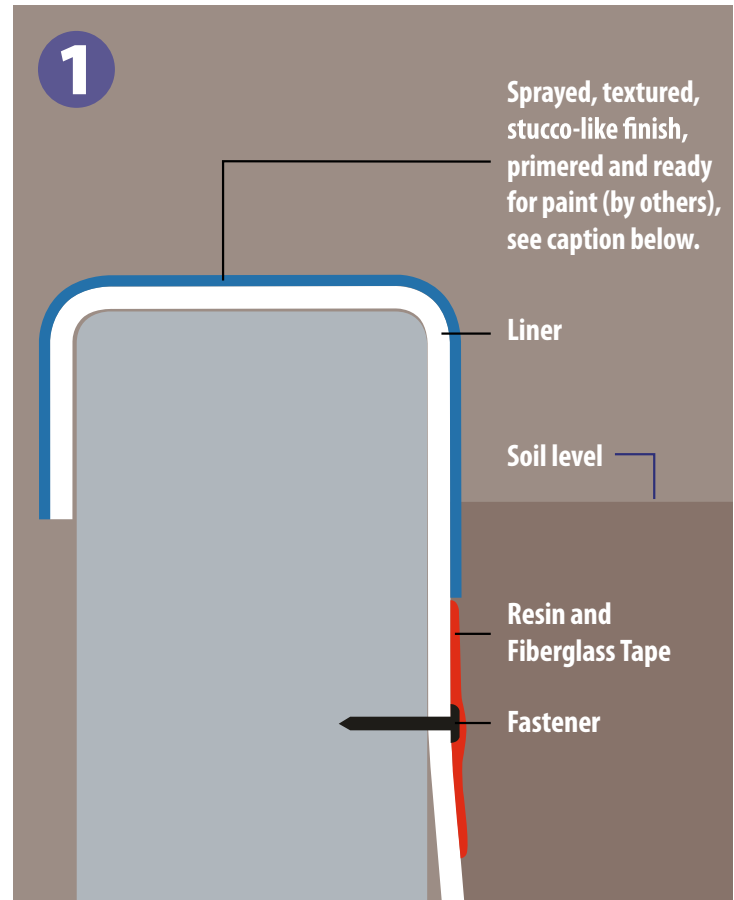 1
Sprayed, textured,
stucco-like finish,
primered and ready
for paint (by others),
see caption below.
Liner
Soil level
Resin and
Fiberglass Tape
Fastener